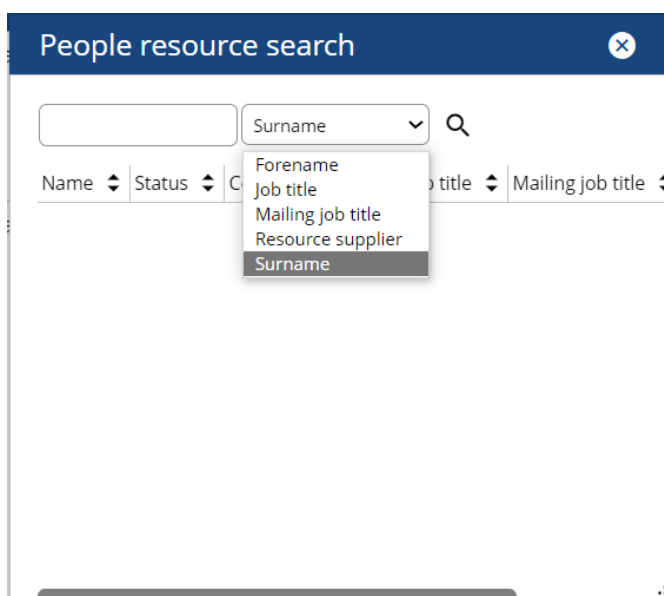 People resource search
Surname
Forename
Job title
Mailing job title
Resource supplier
Surname
Name Status title Mailing job title